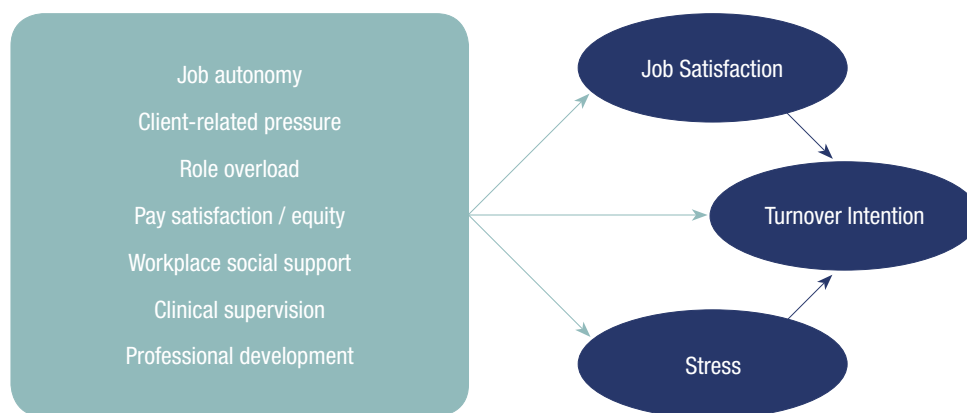 Job autonomy
Client-related pressure
Role overload
Pay satisfaction / equity
Workplace social support
Clinical supervision
Professional development
Job Satisfaction
Turnover Intention
Stress